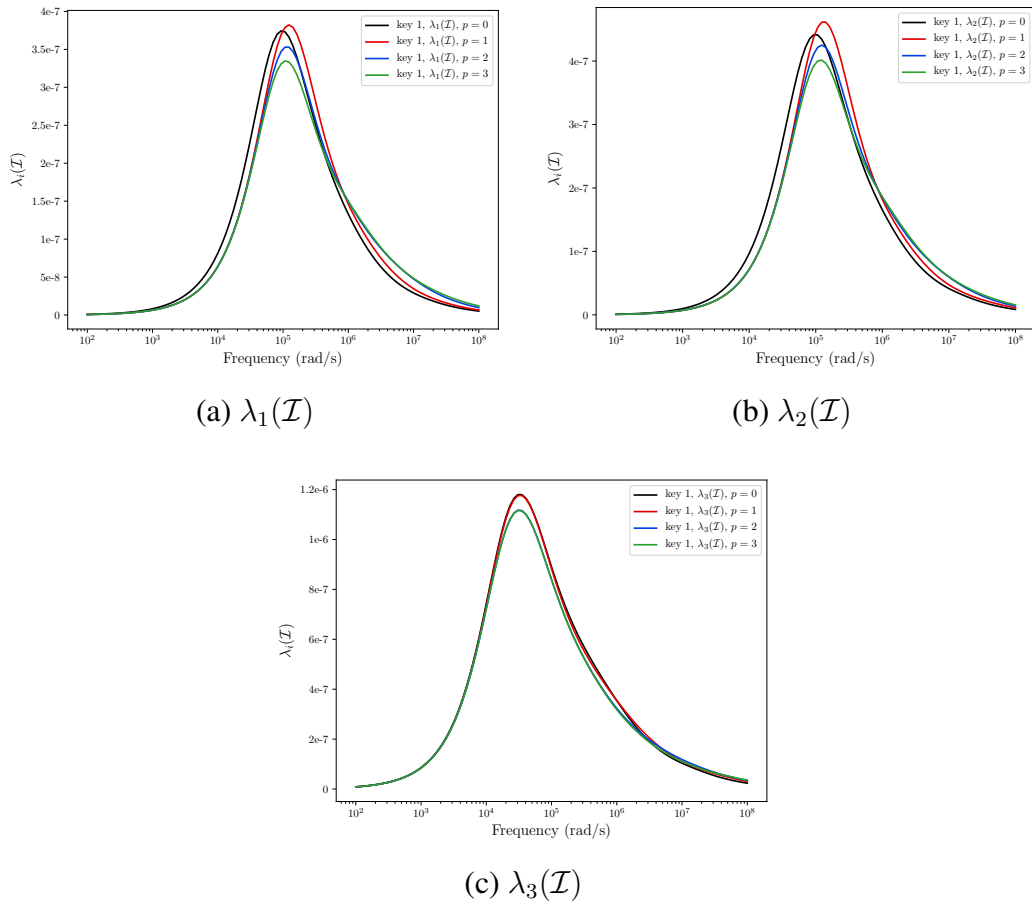 4e-7
3.5e-7
3e-7
2.5e-7
2e-7
1.5e-7
1e-7
5e-8
0
λᵢ(ℐ)
10² 10³ 10⁴ 10⁵ 10⁶ 10⁷ 10⁸
Frequency (rad/s)
key 1, λ₁(ℐ), p = 0
key 1, λ₁(ℐ), p = 1
key 1, λ₁(ℐ), p = 2
key 1, λ₁(ℐ), p = 3
(a) λ₁(ℐ)
4e-7
3e-7
2e-7
1e-7
0
λᵢ(ℐ)
10² 10³ 10⁴ 10⁵ 10⁶ 10⁷ 10⁸
Frequency (rad/s)
key 1, λ₂(ℐ), p = 0
key 1, λ₂(ℐ), p = 1
key 1, λ₂(ℐ), p = 2
key 1, λ₂(ℐ), p = 3
(b) λ₂(ℐ)
1.2e-6
1e-6
8e-7
6e-7
4e-7
2e-7
0
λᵢ(ℐ)
10² 10³ 10⁴ 10⁵ 10⁶ 10⁷ 10⁸
Frequency (rad/s)
key 1, λ₃(ℐ), p = 0
key 1, λ₃(ℐ), p = 1
key 1, λ₃(ℐ), p = 2
key 1, λ₃(ℐ), p = 3
(c) λ₃(ℐ)